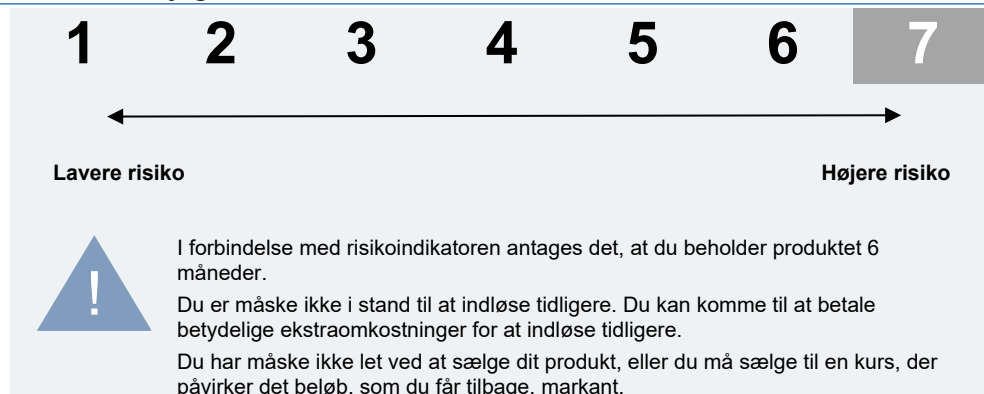 1 2 3 4 5 6 7
Lavere risiko Højere risiko
!
I forbindelse med risikoindikatoren antages det, at du beholder produktet 6
måneder.
Du er måske ikke i stand til at indløse tidligere. Du kan komme til at betale
betydelige ekstraomkostninger for at indløse tidligere.
Du har måske ikke let ved at sælge dit produkt, eller du må sælge til en kurs, der
påvirker det beløb, som du får tilbage, markant.